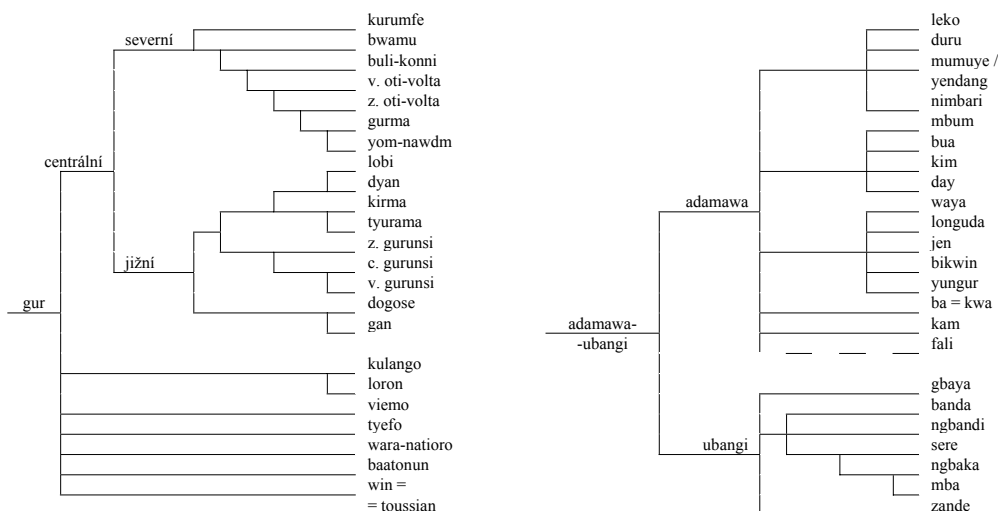 kurumfe
severní
bwamu
buli-konni
v. oti-volta
z. oti-volta
gurma
yom-nawdm
centrální
lobi
dyan
kirma
tyurama
z. gurunsi
jižní
c. gurunsi
v. gurunsi
gur
dogose
gan
kulango
loron
viemo
tyefo
wara-natioro
baatonun
win =
= toussian
leko
duru
mumuye /
yendang
nimbari
mbum
bua
kim
day
adamawa
waya
longuda
jen
bikwin
yungur
ba = kwa
adamawa-
-ubangi
kam
fali
gbaya
banda
ngbandi
ubangi
sere
ngbaka
mba
zande